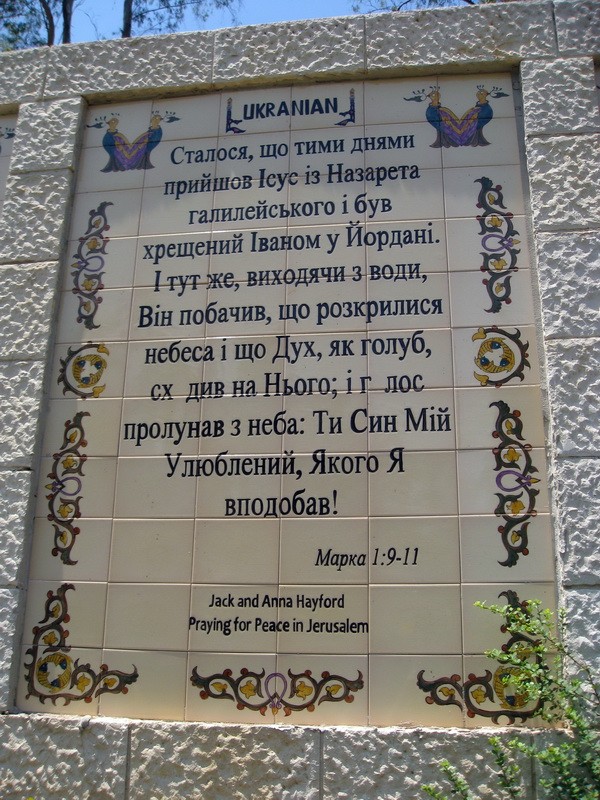 UKRANIAN
Сталося, що тими днями
прийшов Ісус із Назарета
галилейського і був
хрещений Іваном у Йордані.
І тут же, виходячи з води,
Він побачив, що розкрилися
небеса і що Дух, як голуб,
сх див на Нього; і г лос
пролунав з неба: Ти Син Мій
Улюблений, Якого Я
вподобав!
Марка 1:9-11
Jack and Anna Hayford
Praying for Peace in Jerusalem